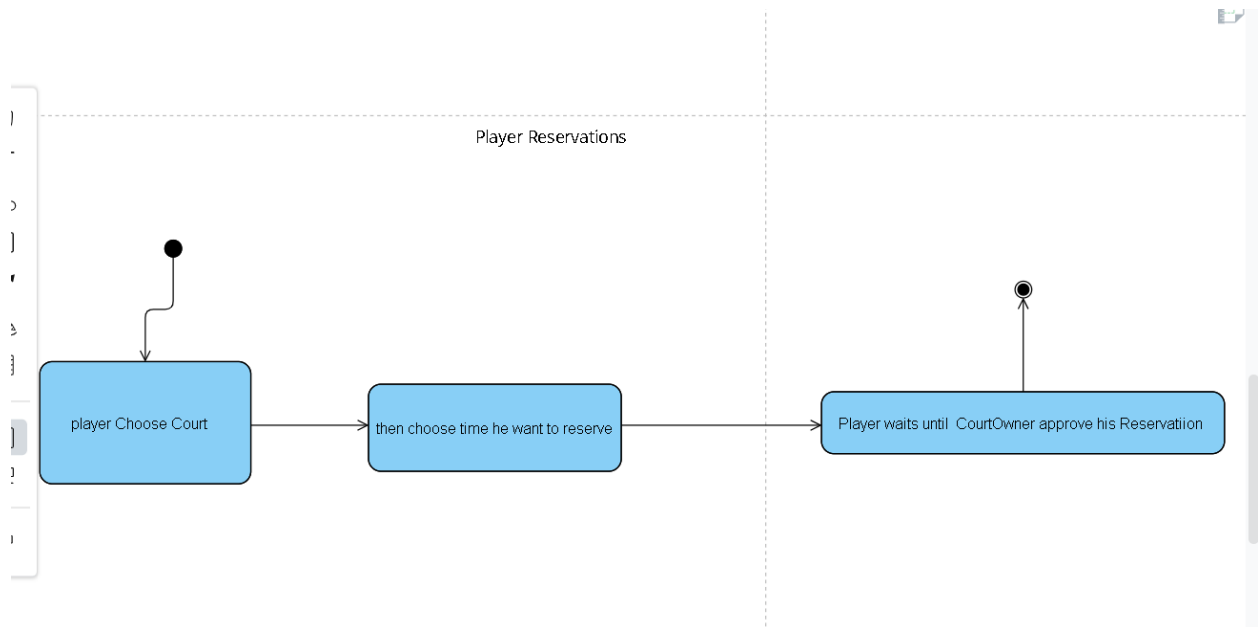 Player Reservations
player Choose Court
then choose time he want to reserve
Player waits until CourtOwner approve his Reservatiion